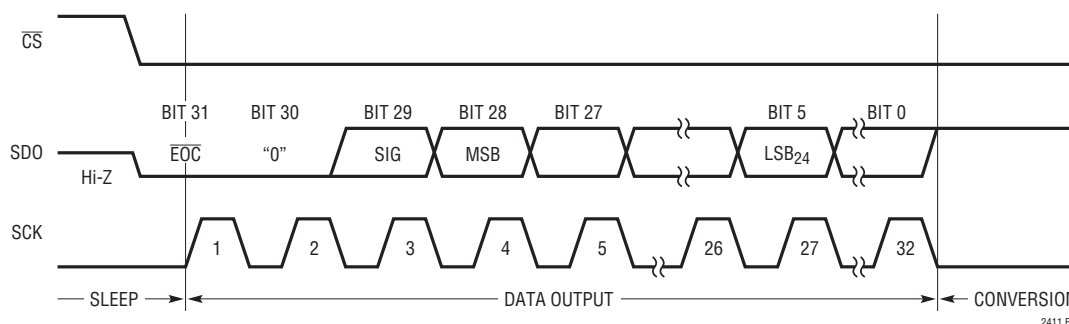 CS
BIT 31 BIT 30 BIT 29 BIT 28 BIT 27 BIT 5 BIT 0
SDO EOC “0” SIG MSB LSB24
Hi-Z
SCK 1 2 3 4 5 26 27 32
SLEEP DATA OUTPUT CONVERSION
2411 F